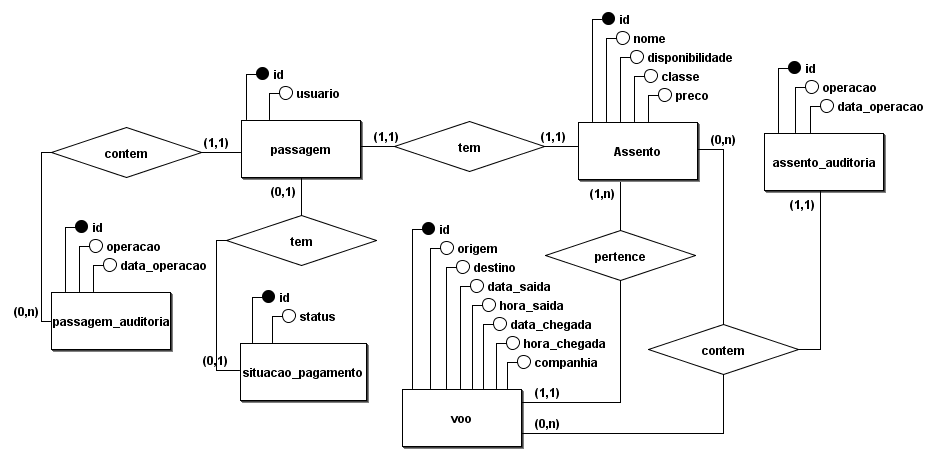 id
nome
disponibilidade
classe
preco
id
usuario
id
operacao
data_operacao
contem
(1,1)
passagem
(1,1)
tem
(1,1)
Assento
(0,n)
assento_auditoria
(0,1)
(1,n)
(1,1)
id
operacao
data_operacao
tem
id
origem
destino
data_saida
hora_saida
data_chegada
hora_chegada
companhia
pertence
(0,n)
passagem_auditoria
id
status
(0,1)
situacao_pagamento
contem
(1,1)
voo
(0,n)